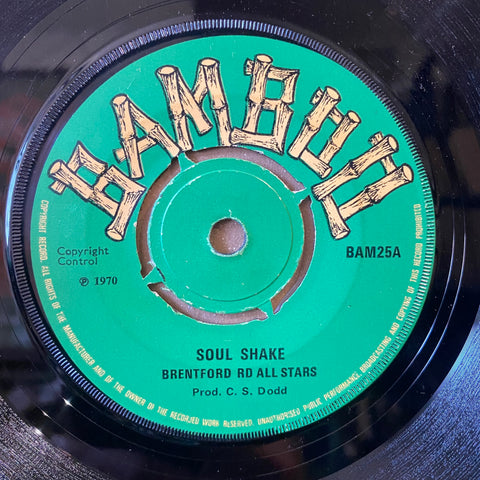 BAMBOO
Copyright
Control
℗ 1970
BAM25A
SOUL SHAKE
BRENTFORD RD ALL STARS
Prod. C. S. Dodd
COPYRIGHT RECORD. ALL RIGHTS OF THE MANUFACTURER AND OF THE OWNER OF THE RECORDED WORK RESERVED. UNAUTHORISED PUBLIC PERFORMANCE BROADCASTING AND COPYING OF THIS RECORD PROHIBITED